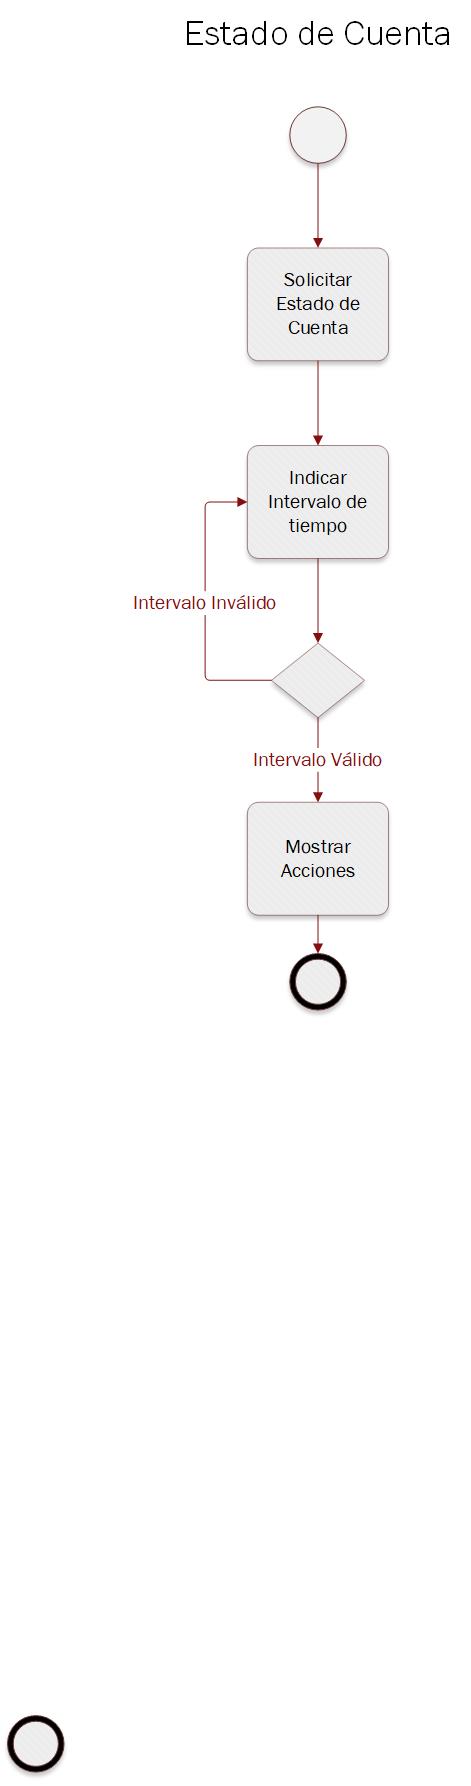 Estado de Cuenta
Solicitar
Estado de
Cuenta
Indicar
Intervalo de
tiempo
Intervalo Inválido
Intervalo Válido
Mostrar
Acciones